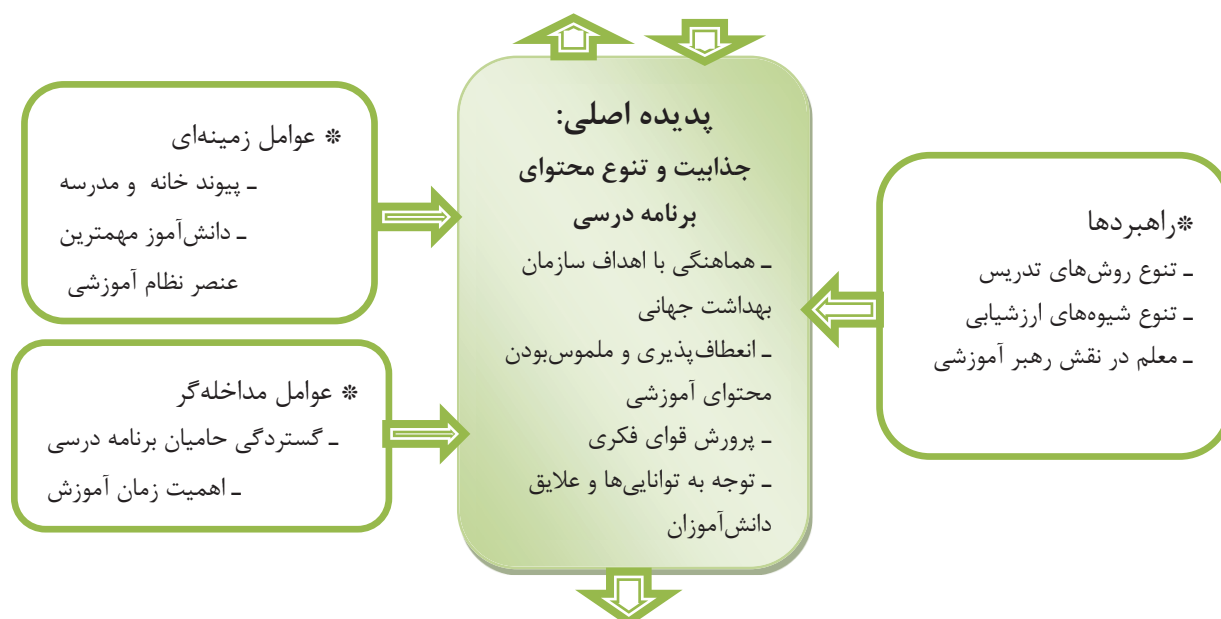 پدیده اصلی:
جذابیت و تنوع محتوای
برنامه درسی
ـ هماهنگی با اهداف سازمان
بهداشت جهانی
ـ انعطاف‌پذیری و ملموس‌بودن
محتوای آموزشی
ـ پرورش قوای فکری
ـ توجه به توانایی‌ها و علایق
دانش‌آموزان
*راهبردها
ـ تنوع روش‌های تدریس
ـ تنوع شیوه‌های ارزشیابی
ـ معلم در نقش رهبر آموزشی
* عوامل زمینه‌ای
ـ پیوند خانه و مدرسه
ـ دانش‌آموز مهمترین
عنصر نظام آموزشی
* عوامل مداخله‌گر
ـ گستردگی حامیان برنامه درسی
ـ اهمیت زمان آموزش